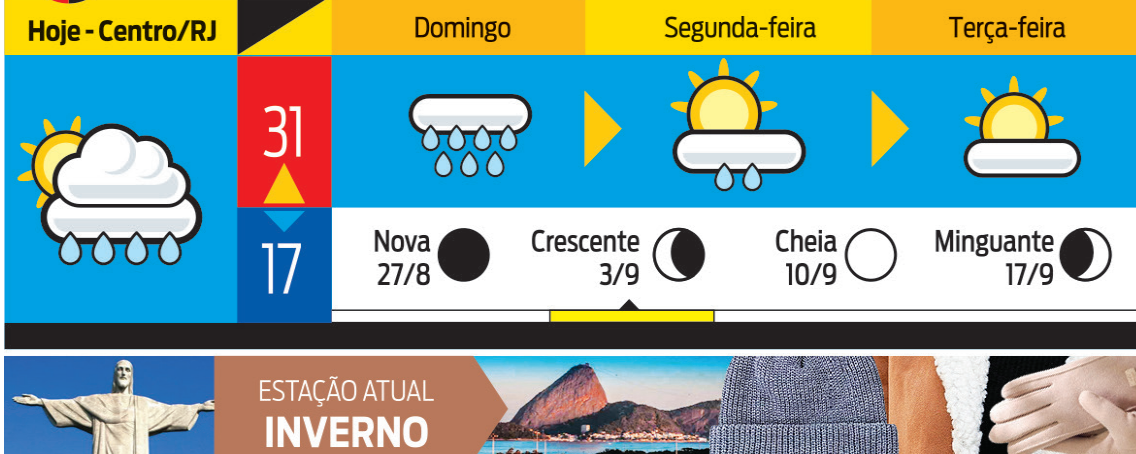 Hoje - Centro/RJ
Domingo
Segunda-feira
Terça-feira
31
17
Nova
27/8
Crescente
3/9
Cheia
10/9
Minguante
17/9
ESTAÇÃO ATUAL
INVERNO